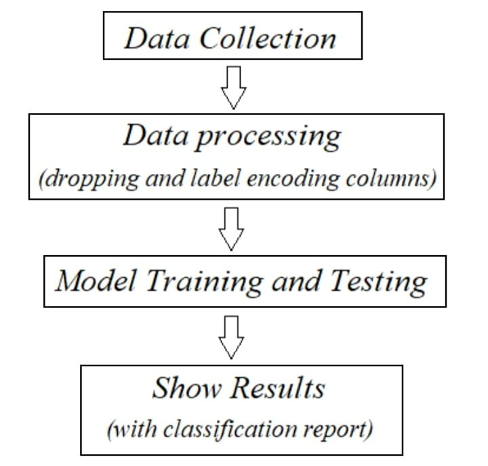 Data Collection
Data processing
(dropping and label encoding columns)
Model Training and Testing
Show Results
(with classification report)